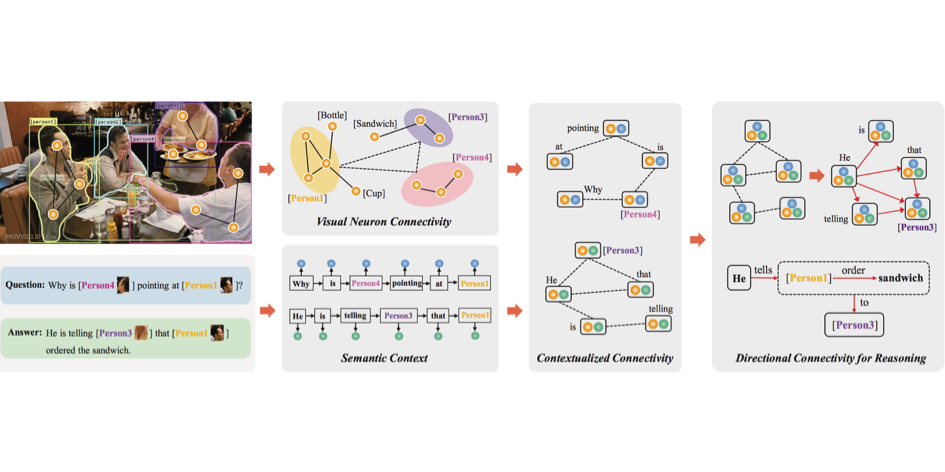 [person1]
[person2]
[person3]
[person4]
Question: Why is [Person4 ] pointing at [Person1 ]?
Answer: He is telling [Person3 ] that [Person1 ]
ordered the sandwich.
[Bottle]
[Sandwich]
[Person3]
[Person4]
[Cup]
[Person1]
Visual Neuron Connectivity
Why is Person4 pointing at Person1
He is telling Person3 that Person1
Semantic Context
pointing
at
is
Why
[Person4]
[Person3]
He
that
telling
is
Contextualized Connectivity
is
He
that
telling
[Person3]
He tells [Person1] order sandwich
to
[Person3]
Directional Connectivity for Reasoning